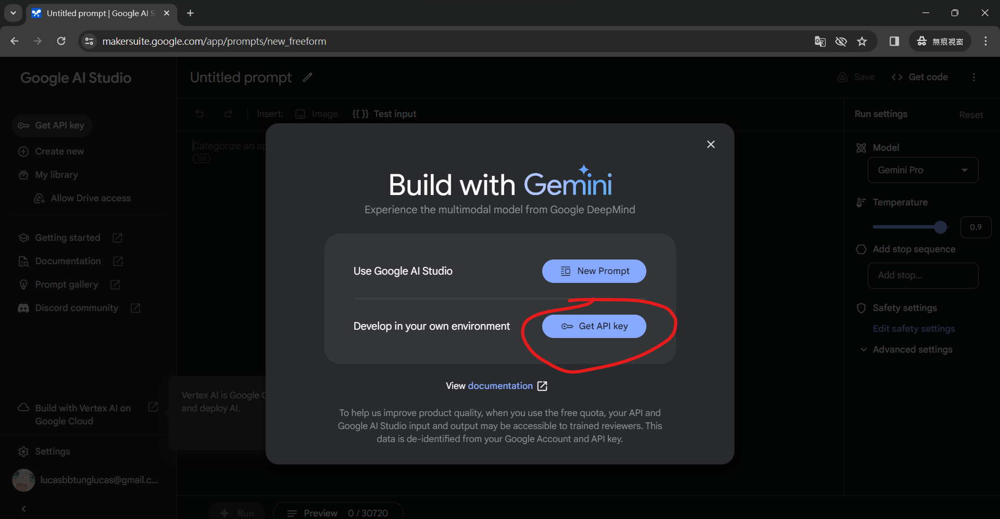 Untitled prompt | Google AI S
makersuite.google.com/app/prompts/new_freeform
無痕視窗
Google AI Studio
Untitled prompt
Save
Get code
Get API key
Create new
My library
Allow Drive access
Getting started
Documentation
Prompt gallery
Discord community
Build with Vertex AI on
Google Cloud
Settings
lucasbbtunglucas@gmail.c...
Insert:
Image
{{ }} Test input
Categorize an ap
Tab
Vertex AI is Google C
and deploy AI.
Build with Gemini
Experience the multimodal model from Google DeepMind
Use Google AI Studio
New Prompt
Develop in your own environment
Get API key
View documentation
To help us improve product quality, when you use the free quota, your API and
Google AI Studio input and output may be accessible to trained reviewers. This
data is de-identified from your Google Account and API key.
Run
Preview 0 / 30720
Run settings
Reset
Model
Gemini Pro
Temperature
0.9
Add stop sequence
Add stop...
Safety settings
Edit safety settings
Advanced settings